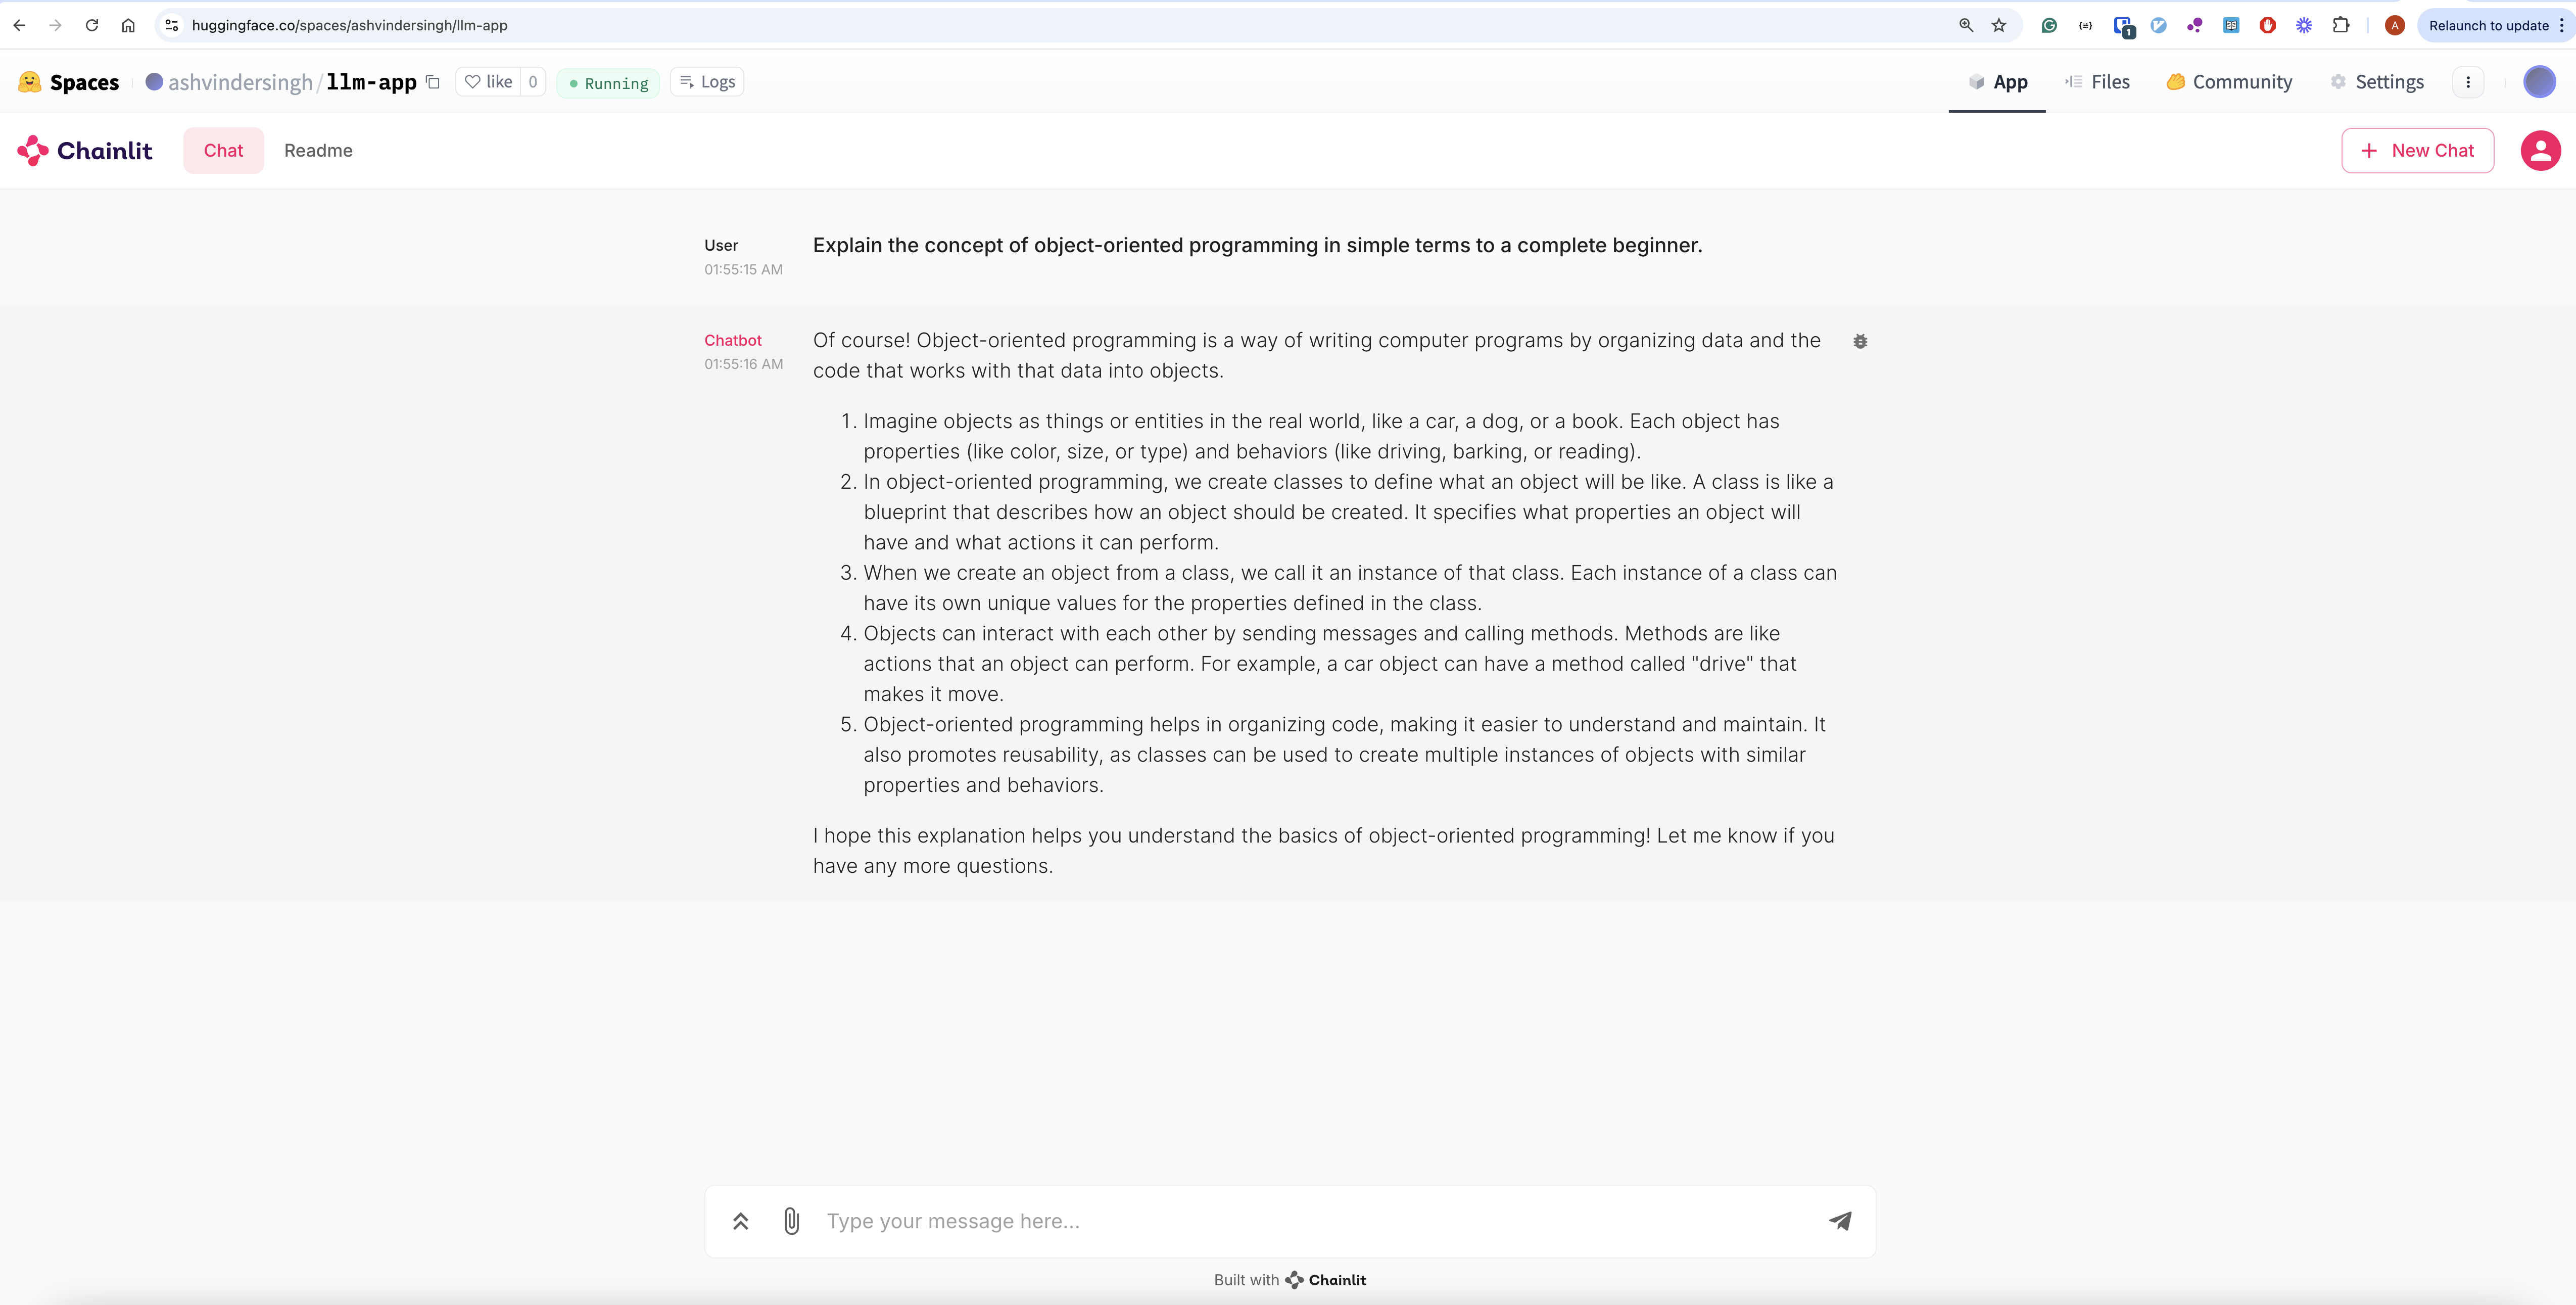 huggingface.co/spaces/ashvindersingh/llm-app
1
A
Relaunch to update
Spaces
ashvindersingh/llm-app
like 0
Running
Logs
App
Files
Community
Settings
Chainlit
Chat
Readme
+ New Chat
User
01:55:15 AM
Explain the concept of object-oriented programming in simple terms to a complete beginner.
Chatbot
01:55:16 AM
Of course! Object-oriented programming is a way of writing computer programs by organizing data and the
code that works with that data into objects.
1. Imagine objects as things or entities in the real world, like a car, a dog, or a book. Each object has
properties (like color, size, or type) and behaviors (like driving, barking, or reading).
2. In object-oriented programming, we create classes to define what an object will be like. A class is like a
blueprint that describes how an object should be created. It specifies what properties an object will
have and what actions it can perform.
3. When we create an object from a class, we call it an instance of that class. Each instance of a class can
have its own unique values for the properties defined in the class.
4. Objects can interact with each other by sending messages and calling methods. Methods are like
actions that an object can perform. For example, a car object can have a method called "drive" that
makes it move.
5. Object-oriented programming helps in organizing code, making it easier to understand and maintain. It
also promotes reusability, as classes can be used to create multiple instances of objects with similar
properties and behaviors.
I hope this explanation helps you understand the basics of object-oriented programming! Let me know if you
have any more questions.
Type your message here...
Built with Chainlit